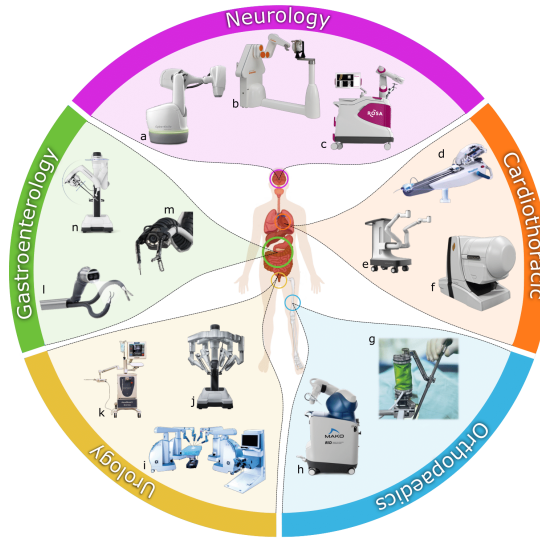 Neurology
a
b
c
ROSA
Cardiothoracic
d
e
f
Orthopaedics
g
h
MAKO
Urology
i
j
k
Gastroenterology
l
m
n